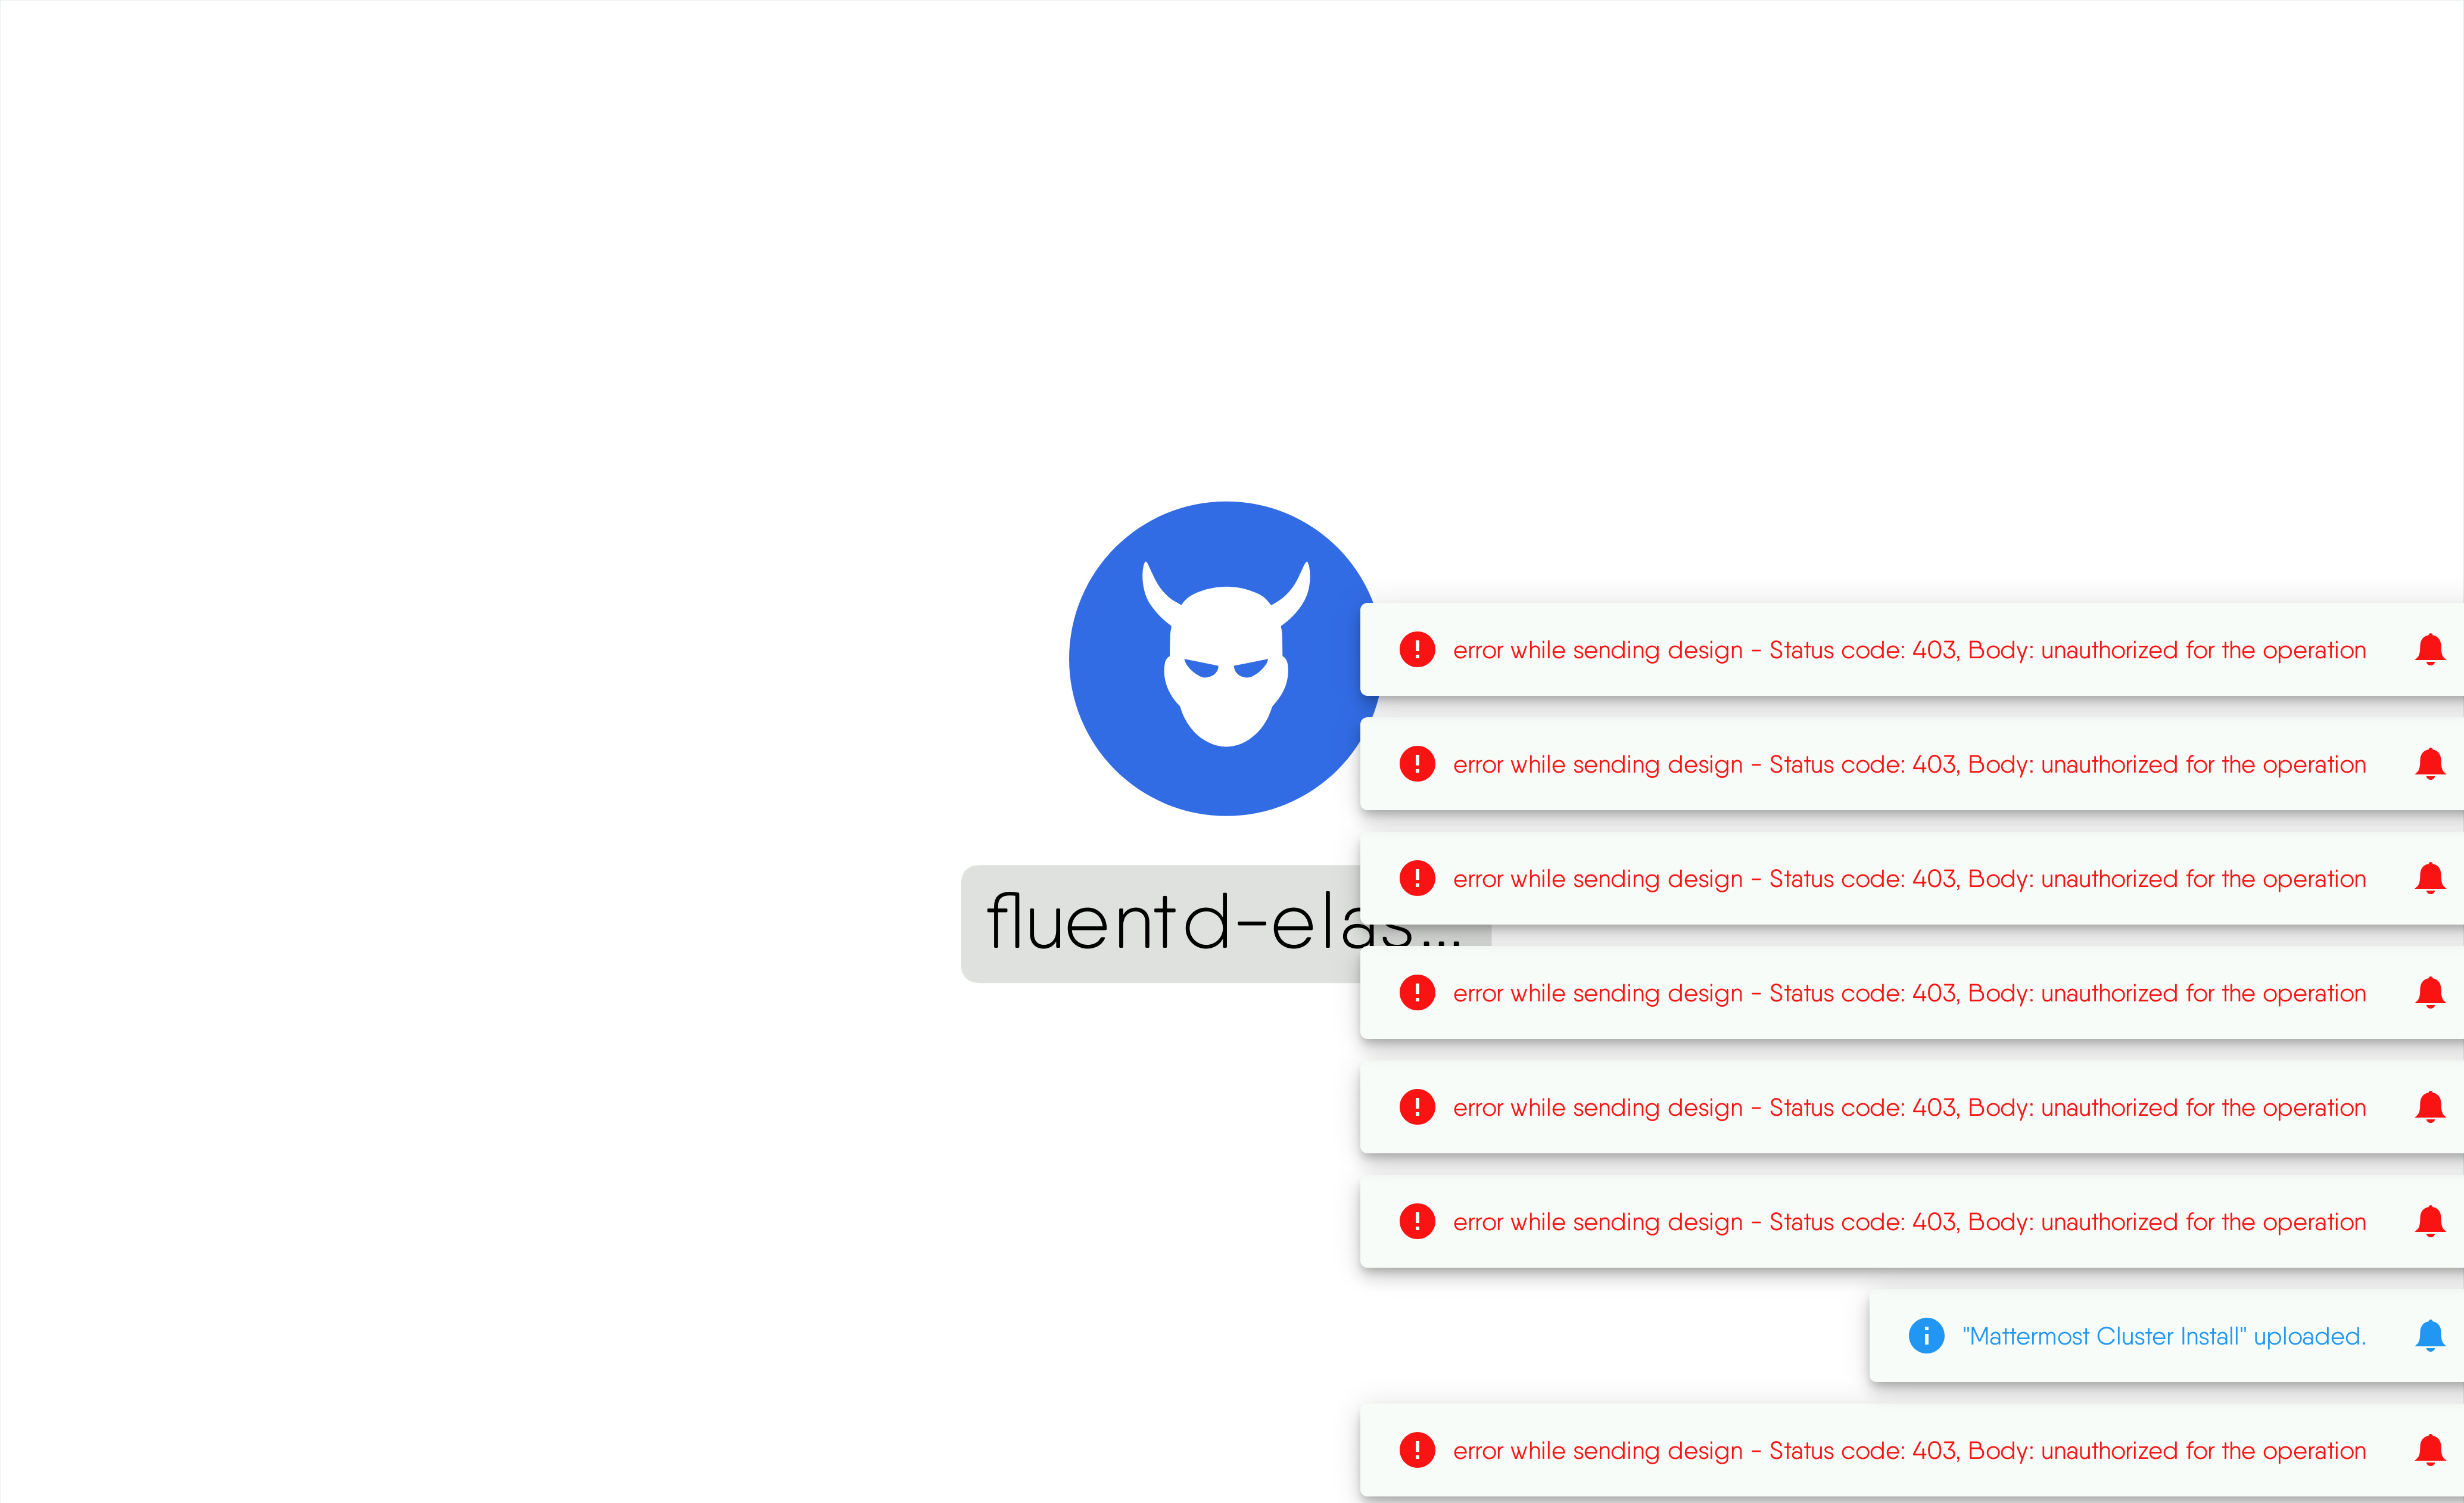 error while sending design - Status code: 403, Body: unauthorized for the operation
error while sending design - Status code: 403, Body: unauthorized for the operation
error while sending design - Status code: 403, Body: unauthorized for the operation
fluentd-elas...
error while sending design - Status code: 403, Body: unauthorized for the operation
error while sending design - Status code: 403, Body: unauthorized for the operation
error while sending design - Status code: 403, Body: unauthorized for the operation
"Mattermost Cluster Install" uploaded.
error while sending design - Status code: 403, Body: unauthorized for the operation